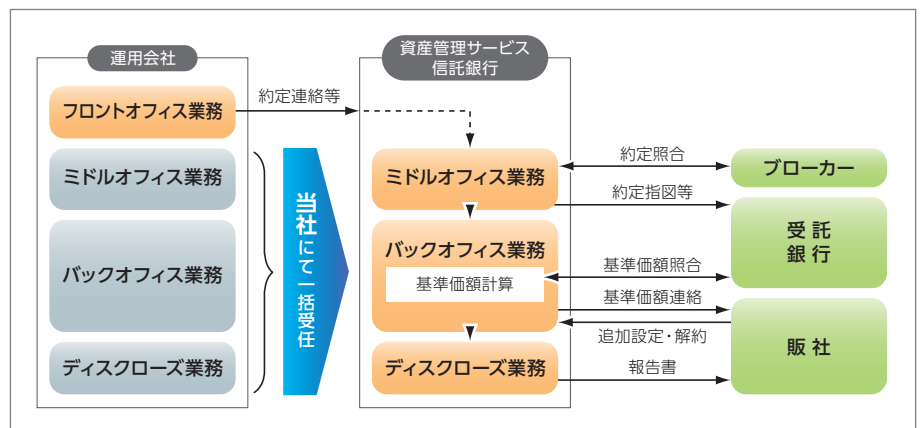 運用会社
フロントオフィス業務
ミドルオフィス業務
バックオフィス業務
ディスクローズ業務
約定連絡等
当社にて一括受任
資産管理サービス
信託銀行
ミドルオフィス業務
バックオフィス業務
基準価額計算
ディスクローズ業務
約定照合
約定指図等
基準価額照合
基準価額連絡
追加設定・解約
報告書
ブローカー
受託
銀行
販社